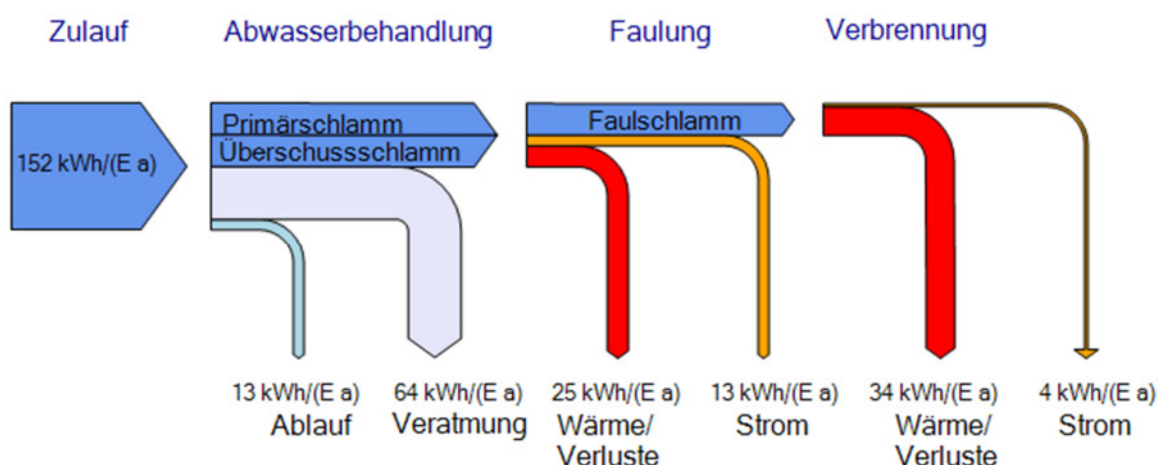 Zulauf
Abwasserbehandlung
Faulung
Verbrennung
152 kWh/(E a)
Primärschlamm
Überschussschlamm
Faulschlamm
13 kWh/(E a)
Ablauf
64 kWh/(E a)
Veratmung
25 kWh/(E a)
Wärme/
Verluste
13 kWh/(E a)
Strom
34 kWh/(E a)
Wärme/
Verluste
4 kWh/(E a)
Strom